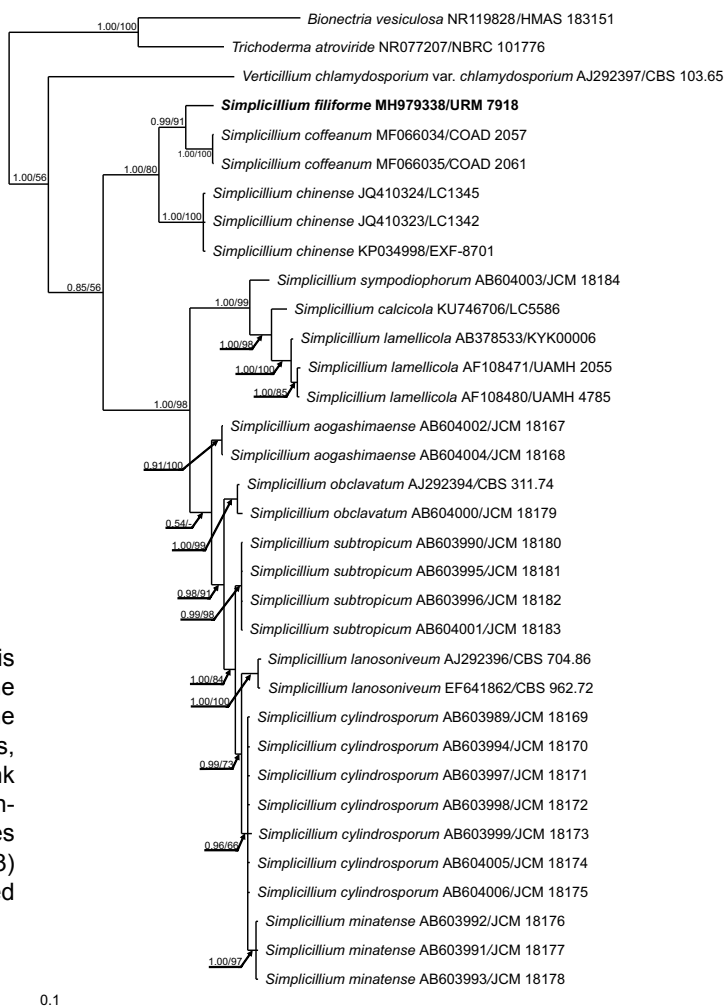 Bionectria vesiculosa NR119828/HMAS 183151
1.00/100
Trichoderma atroviride NR077207/NBRC 101776
Verticillium chlamydosporium var. chlamydosporium AJ292397/CBS 103.65
Simplicillium filiforme MH979338/URM 7918
0.99/91
Simplicillium coffeanum MF066034/COAD 2057
1.00/100
Simplicillium coffeanum MF066035/COAD 2061
1.00/80
1.00/56
Simplicillium chinense JQ410324/LC1345
1.00/100
Simplicillium chinense JQ410323/LC1342
Simplicillium chinense KP034998/EXF-8701
0.85/56
Simplicillium sympodiophorum AB604003/JCM 18184
1.00/99
Simplicillium calcicola KU746706/LC5586
1.00/98
Simplicillium lamellicola AB378533/KYK00006
1.00/100
Simplicillium lamellicola AF108471/UAMH 2055
1.00/85
Simplicillium lamellicola AF108480/UAMH 4785
1.00/98
Simplicillium aogashimaense AB604002/JCM 18167
0.91/100
Simplicillium aogashimaense AB604004/JCM 18168
Simplicillium obclavatum AJ292394/CBS 311.74
Simplicillium obclavatum AB604000/JCM 18179
0.54/-
1.00/99
Simplicillium subtropicum AB603990/JCM 18180
Simplicillium subtropicum AB603995/JCM 18181
0.98/91
Simplicillium subtropicum AB603996/JCM 18182
0.99/98
Simplicillium subtropicum AB604001/JCM 18183
Simplicillium lanosoniveum AJ292396/CBS 704.86
1.00/84
Simplicillium lanosoniveum EF641862/CBS 962.72
1.00/100
Simplicillium cylindrosporum AB603989/JCM 18169
Simplicillium cylindrosporum AB603994/JCM 18170
0.99/73
Simplicillium cylindrosporum AB603997/JCM 18171
Simplicillium cylindrosporum AB603998/JCM 18172
Simplicillium cylindrosporum AB603999/JCM 18173
0.96/66
Simplicillium cylindrosporum AB604005/JCM 18174
Simplicillium cylindrosporum AB604006/JCM 18175
Simplicillium minatense AB603992/JCM 18176
Simplicillium minatense AB603991/JCM 18177
1.00/97
Simplicillium minatense AB603993/JCM 18178
0.1
is
e
e
s,
nk
n-
es
3)
ed